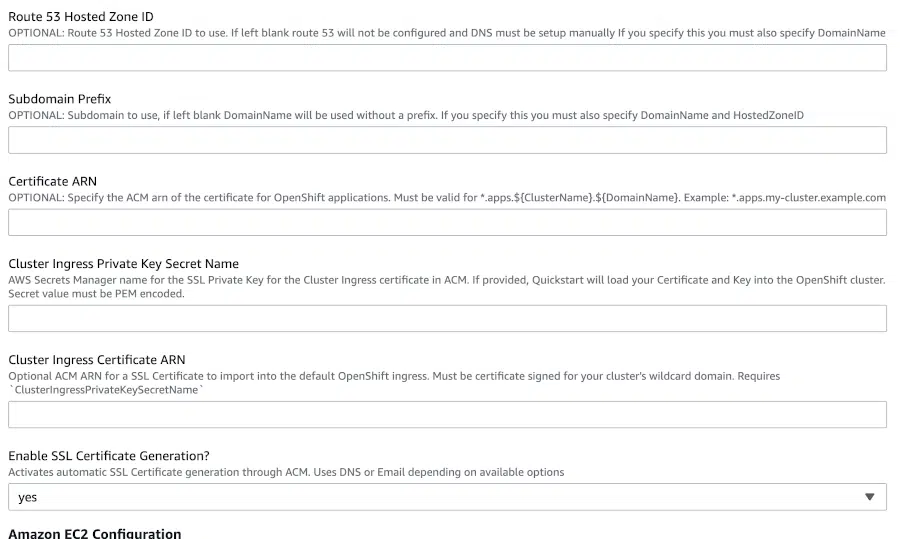 Route 53 Hosted Zone ID
OPTIONAL: Route 53 Hosted Zone ID to use. If left blank route 53 will not be configured and DNS must be setup manually If you specify this you must also specify DomainName
Subdomain Prefix
OPTIONAL: Subdomain to use, if left blank DomainName will be used without a prefix. If you specify this you must also specify DomainName and HostedZoneID
Certificate ARN
OPTIONAL: Specify the ACM arn of the certificate for OpenShift applications. Must be valid for *.apps.${ClusterName}.${DomainName}. Example: *.apps.my-cluster.example.com
Cluster Ingress Private Key Secret Name
AWS Secrets Manager name for the SSL Private Key for the Cluster Ingress certificate in ACM. If provided, Quickstart will load your Certificate and Key into the OpenShift cluster.
Secret value must be PEM encoded.
Cluster Ingress Certificate ARN
Optional ACM ARN for a SSL Certificate to import into the default OpenShift ingress. Must be certificate signed for your cluster's wildcard domain. Requires
`ClusterIngressPrivateKeySecretName`
Enable SSL Certificate Generation?
Activates automatic SSL Certificate generation through ACM. Uses DNS or Email depending on available options
yes
Amazon EC2 Configuration